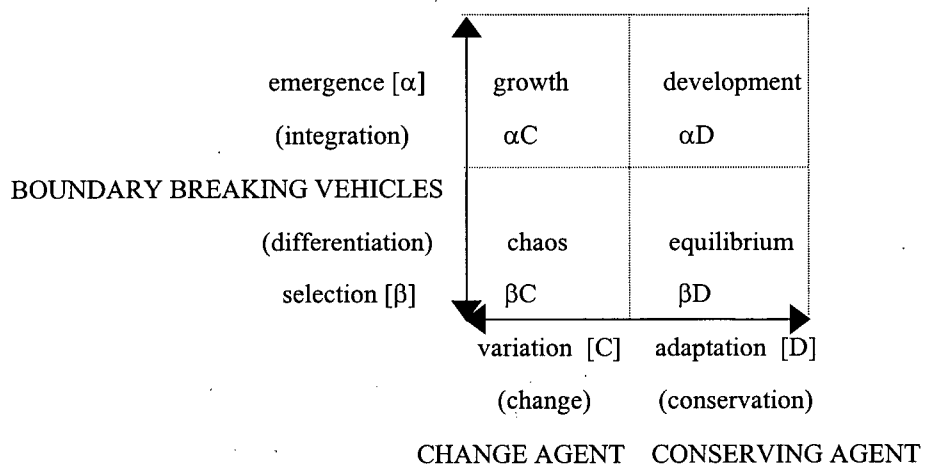 emergence [α] growth development
(integration) αC αD
BOUNDARY BREAKING VEHICLES
(differentiation) chaos equilibrium
selection [β] βC βD
variation [C] adaptation [D]
(change) (conservation)
CHANGE AGENT CONSERVING AGENT